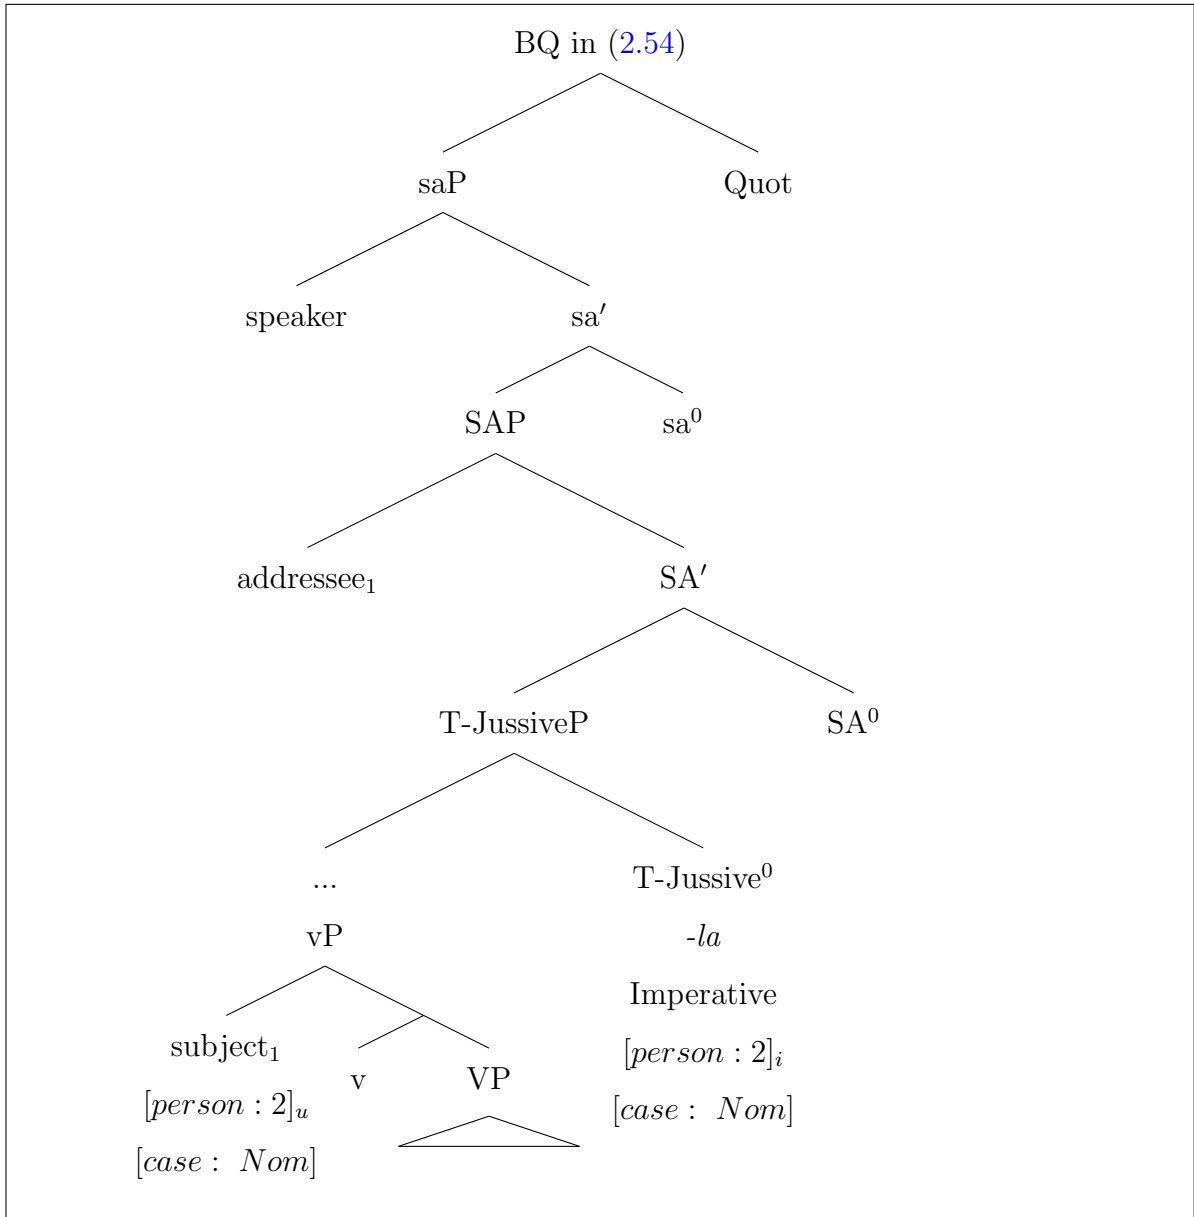 BQ in (2.54)
saP Quot
speaker sa′
SAP sa⁰
addressee₁ SA′
T-JussiveP SA⁰
... T-Jussive⁰
vP -la
Imperative
subject₁ [person : 2]ᵢ
v VP
[person : 2]ᵤ [case : Nom]
[case : Nom]